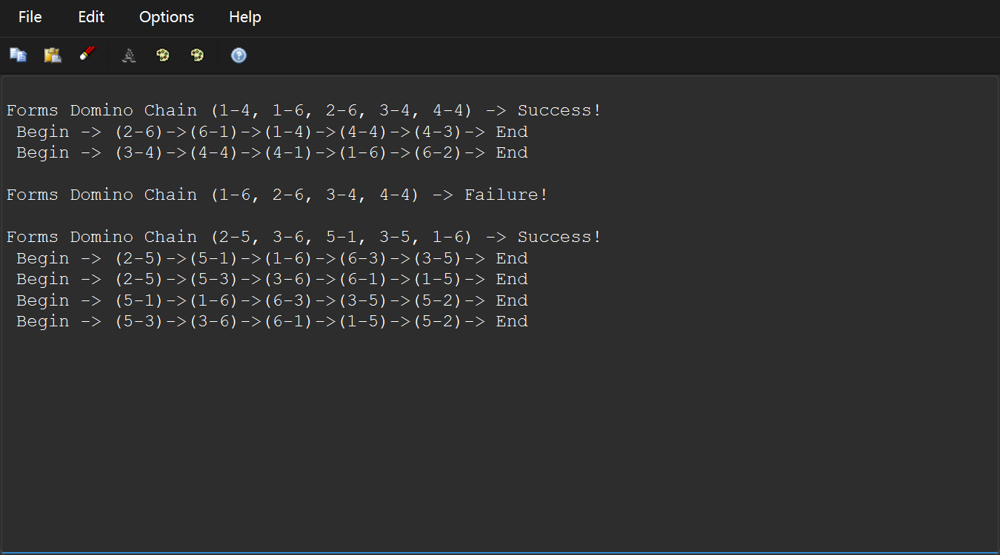 File Edit Options Help
Forms Domino Chain (1-4, 1-6, 2-6, 3-4, 4-4) -> Success!
Begin -> (2-6)->(6-1)->(1-4)->(4-4)->(4-3)-> End
Begin -> (3-4)->(4-4)->(4-1)->(1-6)->(6-2)-> End
Forms Domino Chain (1-6, 2-6, 3-4, 4-4) -> Failure!
Forms Domino Chain (2-5, 3-6, 5-1, 3-5, 1-6) -> Success!
Begin -> (2-5)->(5-1)->(1-6)->(6-3)->(3-5)-> End
Begin -> (2-5)->(5-3)->(3-6)->(6-1)->(1-5)-> End
Begin -> (5-1)->(1-6)->(6-3)->(3-5)->(5-2)-> End
Begin -> (5-3)->(3-6)->(6-1)->(1-5)->(5-2)-> End